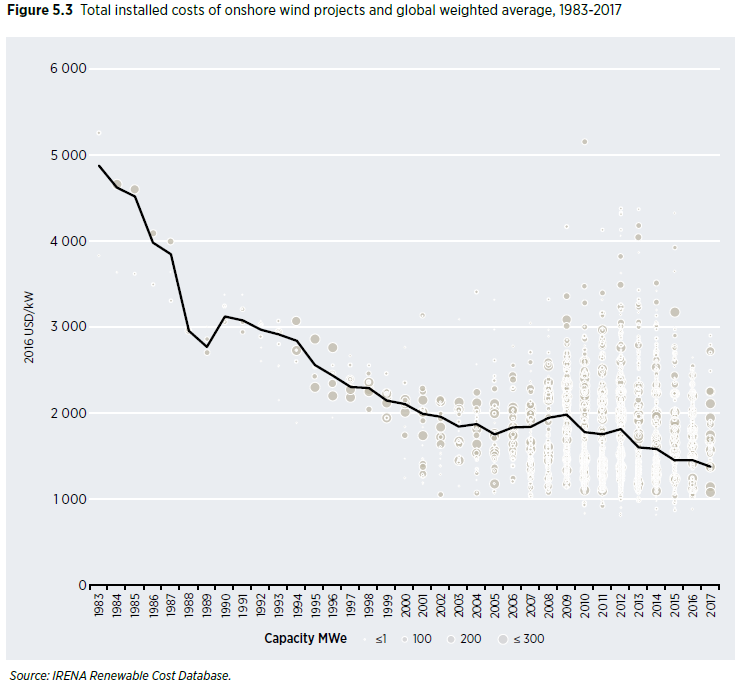 Figure 5.3 Total installed costs of onshore wind projects and global weighted average, 1983-2017
6 000
5 000
4 000
3 000
2 000
1 000
0
2016 USD/kW
1983 1984 1985 1986 1987 1988 1989 1990 1991 1992 1993 1994 1995 1996 1997 1998 1999 2000 2001 2002 2003 2004 2005 2006 2007 2008 2009 2010 2011 2012 2013 2014 2015 2016 2017
Capacity MWe ≤1 100 200 ≤ 300
Source: IRENA Renewable Cost Database.